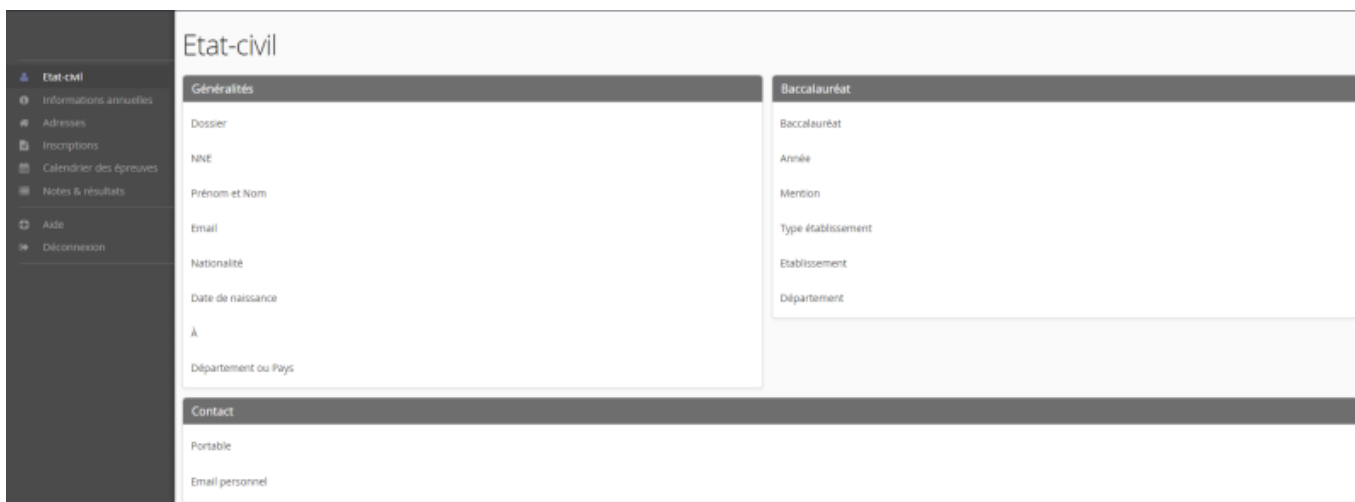 Etat-civil
Informations annuelles
Adresses
Inscriptions
Calendrier des épreuves
Notes & résultats
Aide
Déconnexion
Etat-civil
Généralités
Dossier
NNE
Prénom et Nom
Email
Nationalité
Date de naissance
À
Département ou Pays
Baccalauréat
Baccalauréat
Année
Mention
Type établissement
Etablissement
Département
Contact
Portable
Email personnel